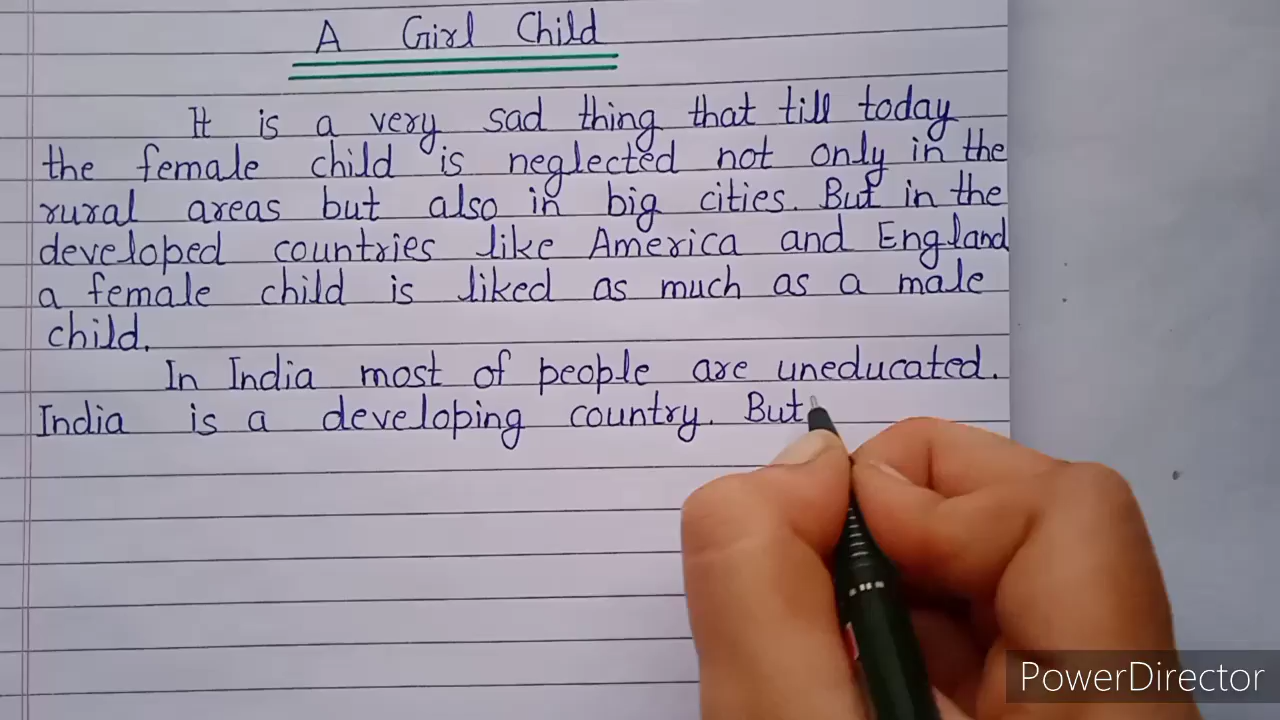 A Girl Child
It is a very sad thing that till today
the female child is neglected not only in the
rural areas but also in big cities. But in the
developed countries like America and England
a female child is liked as much as a male
child.
In India most of people are uneducated.
India is a developing country. But
PowerDirector